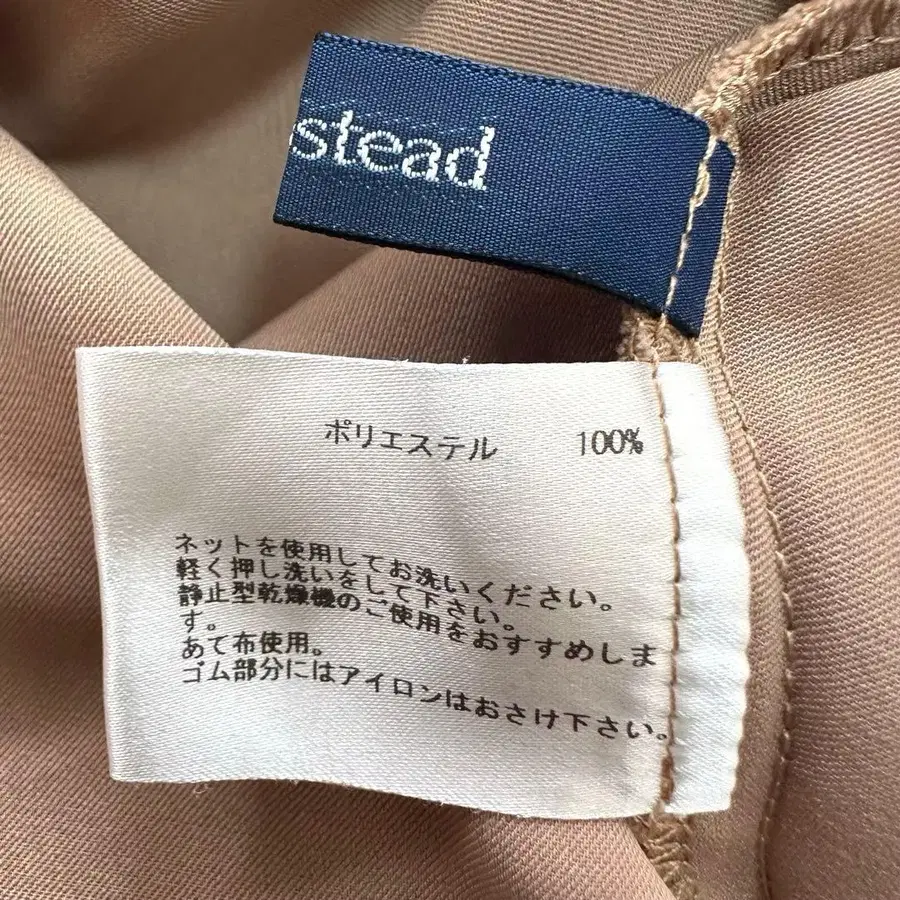 stead
ポリエステル 100%
ネットを使用してお洗いください。
軽く押し洗いをして下さい。
静止型乾燥機のご使用をおすすめしま
す。
あて布使用。
ゴム部分にはアイロンはおさけ下さい。